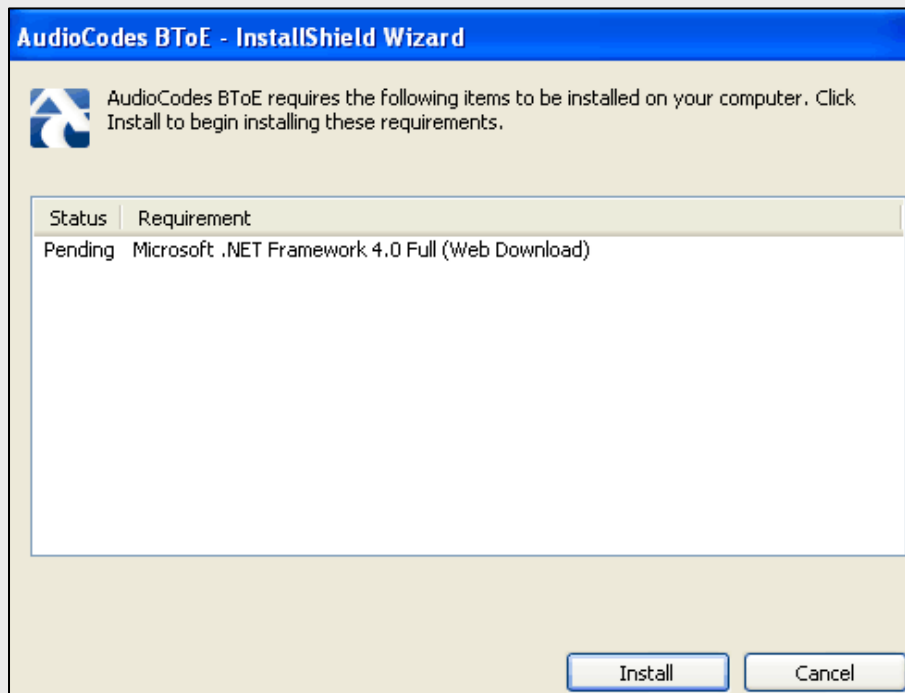 AudioCodes BToE - InstallShield Wizard
AudioCodes BToE requires the following items to be installed on your computer. Click
Install to begin installing these requirements.
Status Requirement
Pending Microsoft .NET Framework 4.0 Full (Web Download)
Install Cancel